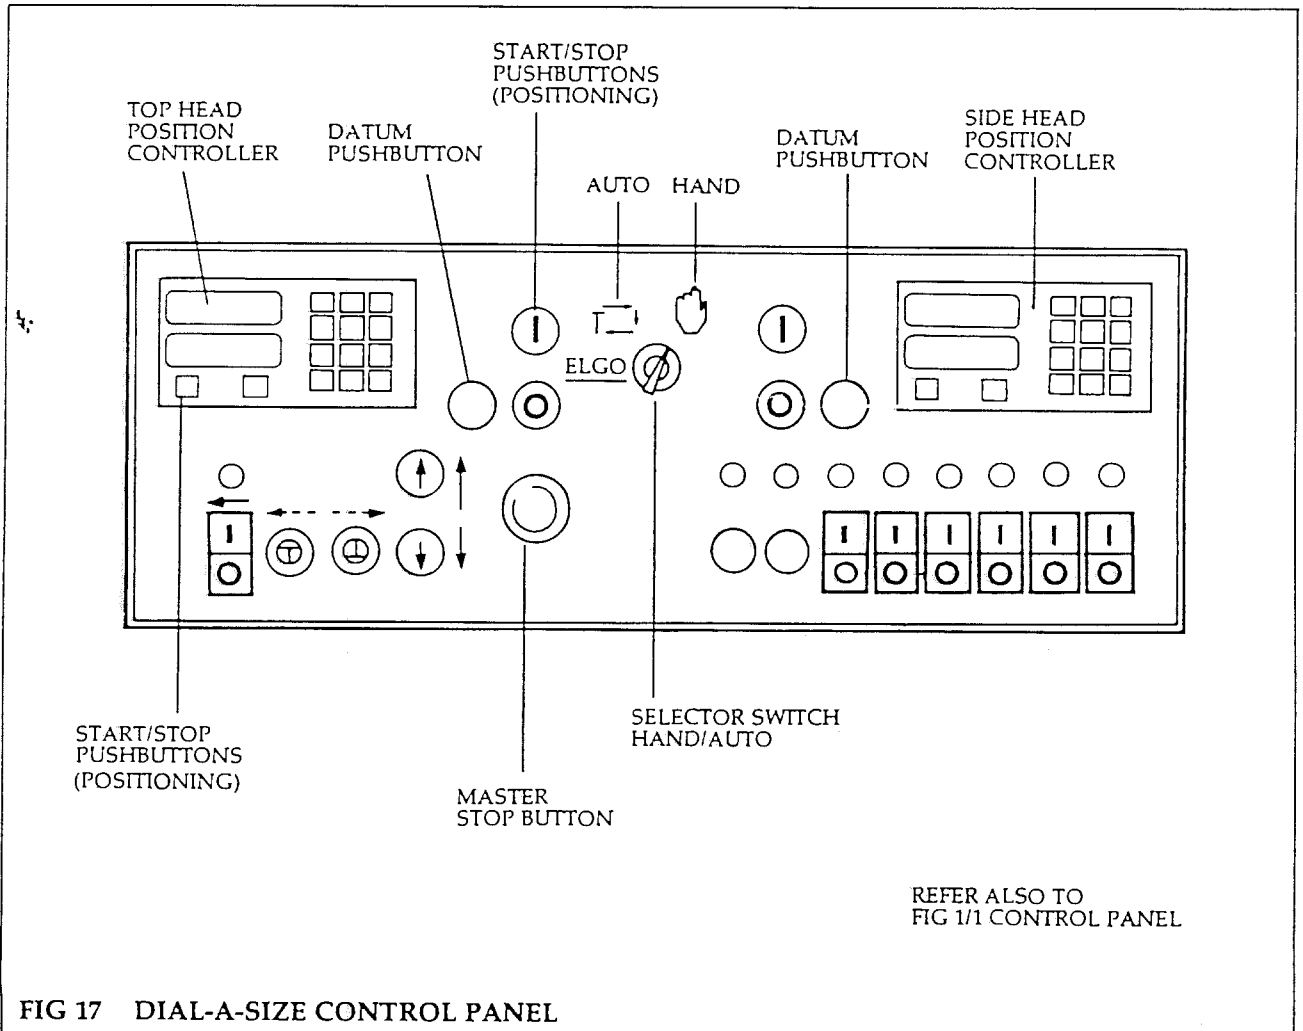 START/STOP
PUSHBUTTONS
(POSITIONING)
TOP HEAD
POSITION
CONTROLLER
DATUM
PUSHBUTTON
AUTO
HAND
DATUM
PUSHBUTTON
SIDE HEAD
POSITION
CONTROLLER
ELGO
START/STOP
PUSHBUTTONS
(POSITIONING)
MASTER
STOP BUTTON
SELECTOR SWITCH
HAND/AUTO
REFER ALSO TO
FIG 1/1 CONTROL PANEL
FIG 17 DIAL-A-SIZE CONTROL PANEL